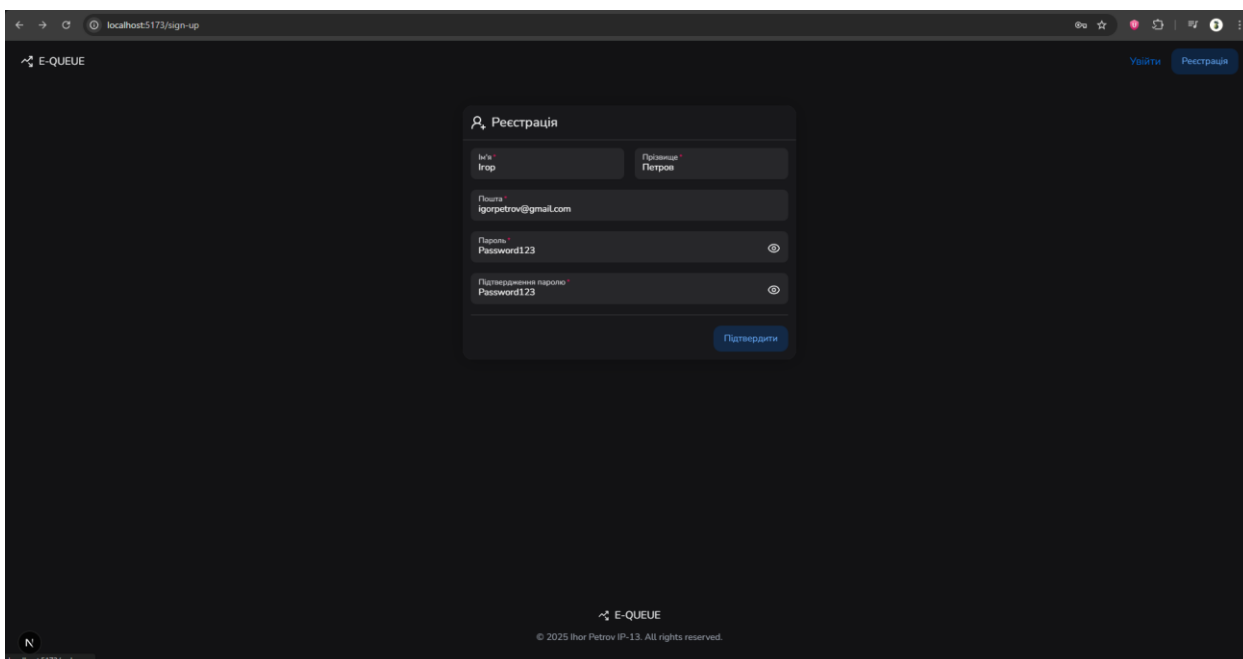 localhost:5173/sign-up
E-QUEUE
Увійти
Реєстрація
Реєстрація
Ім'я *
Ігор
Прізвище *
Петров
Пошта *
igorpetrov@gmail.com
Пароль *
Password123
Підтвердження паролю *
Password123
Підтвердити
E-QUEUE
© 2025 Ihor Petrov IP-13. All rights reserved.
N